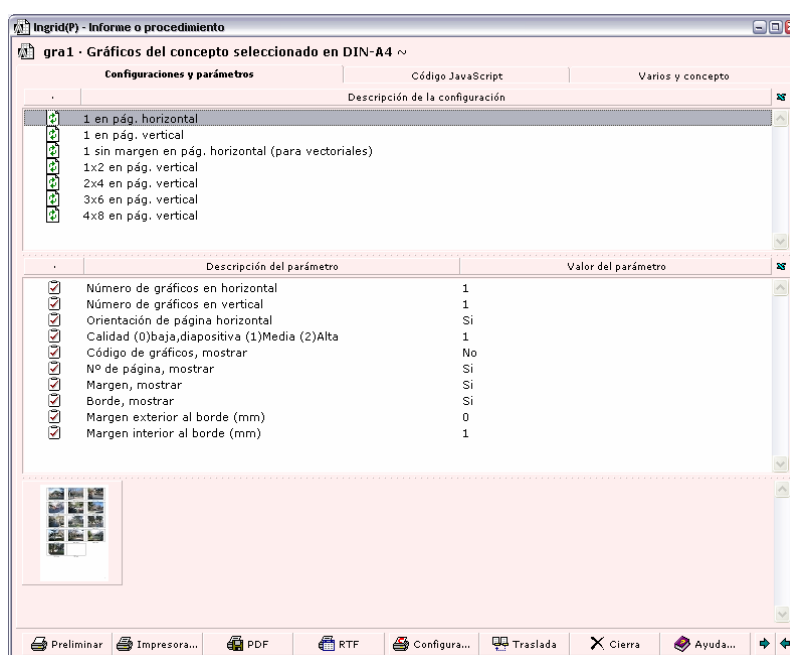 Ingrid(P) - Informe o procedimiento
gra1 · Gráficos del concepto seleccionado en DIN-A4 ~
Configuraciones y parámetros Código JavaScript Varios y concepto
· Descripción de la configuración
1 en pág. horizontal
1 en pág. vertical
1 sin margen en pág. horizontal (para vectoriales)
1x2 en pág. vertical
2x4 en pág. vertical
3x6 en pág. vertical
4x8 en pág. vertical
· Descripción del parámetro Valor del parámetro
Número de gráficos en horizontal 1
Número de gráficos en vertical 1
Orientación de página horizontal Si
Calidad (0)baja,diapositiva (1)Media (2)Alta 1
Código de gráficos, mostrar No
Nº de página, mostrar Si
Margen, mostrar Si
Borde, mostrar Si
Margen exterior al borde (mm) 0
Margen interior al borde (mm) 1
Preliminar Impresora... PDF RTF Configura... Traslada Cierra Ayuda...